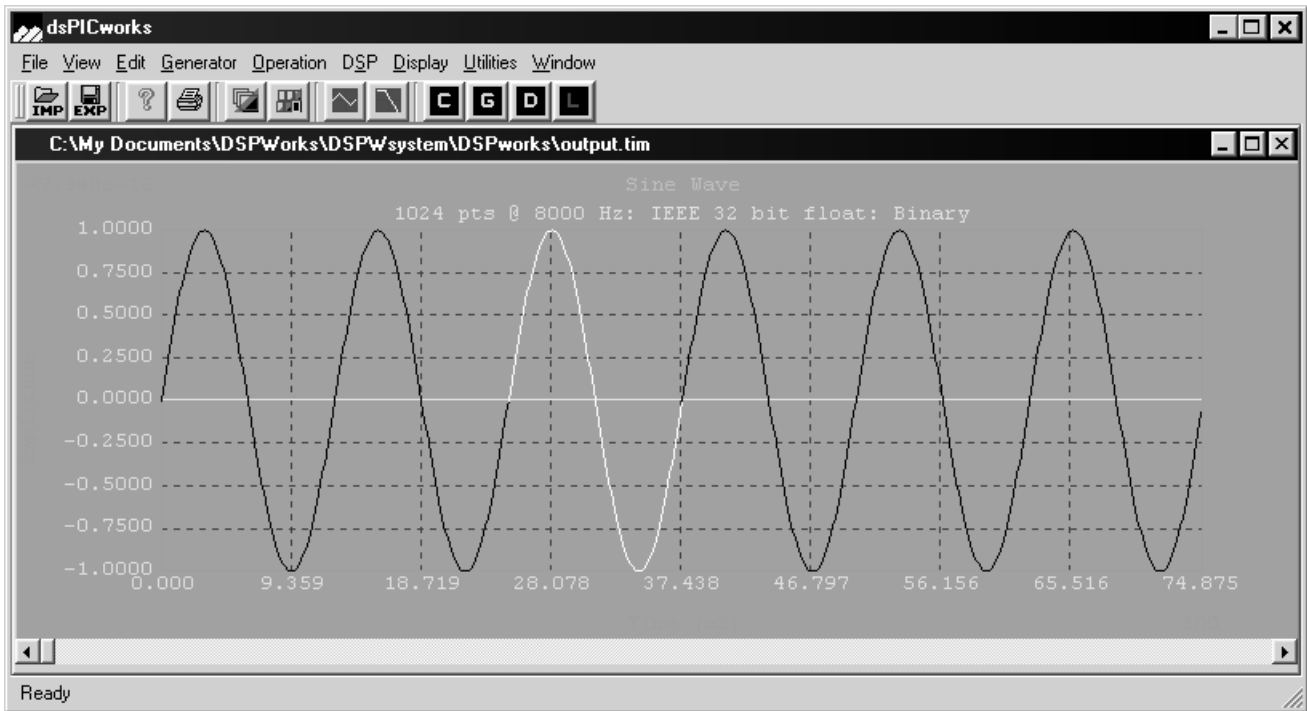 dsPICworks
File View Edit Generator Operation DSP Display Utilities Window
IMP EXP ? C G D L
C:\My Documents\DSPWorks\DSPWsystem\DSPworks\output.tim
Sine Wave
1024 pts @ 8000 Hz: IEEE 32 bit float: Binary
1.0000
0.7500
0.5000
0.2500
0.0000
-0.2500
-0.5000
-0.7500
-1.0000
0.000 9.359 18.719 28.078 37.438 46.797 56.156 65.516 74.875
Ready